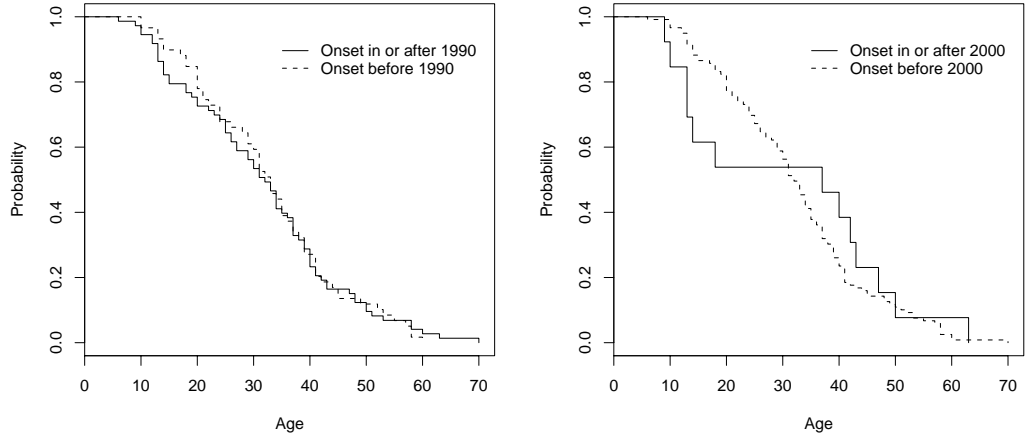 1.0
0.8
0.6
0.4
0.2
0.0
Probability
0 10 20 30 40 50 60 70
Age
Onset in or after 1990
Onset before 1990
1.0
0.8
0.6
0.4
0.2
0.0
Probability
0 10 20 30 40 50 60 70
Age
Onset in or after 2000
Onset before 2000